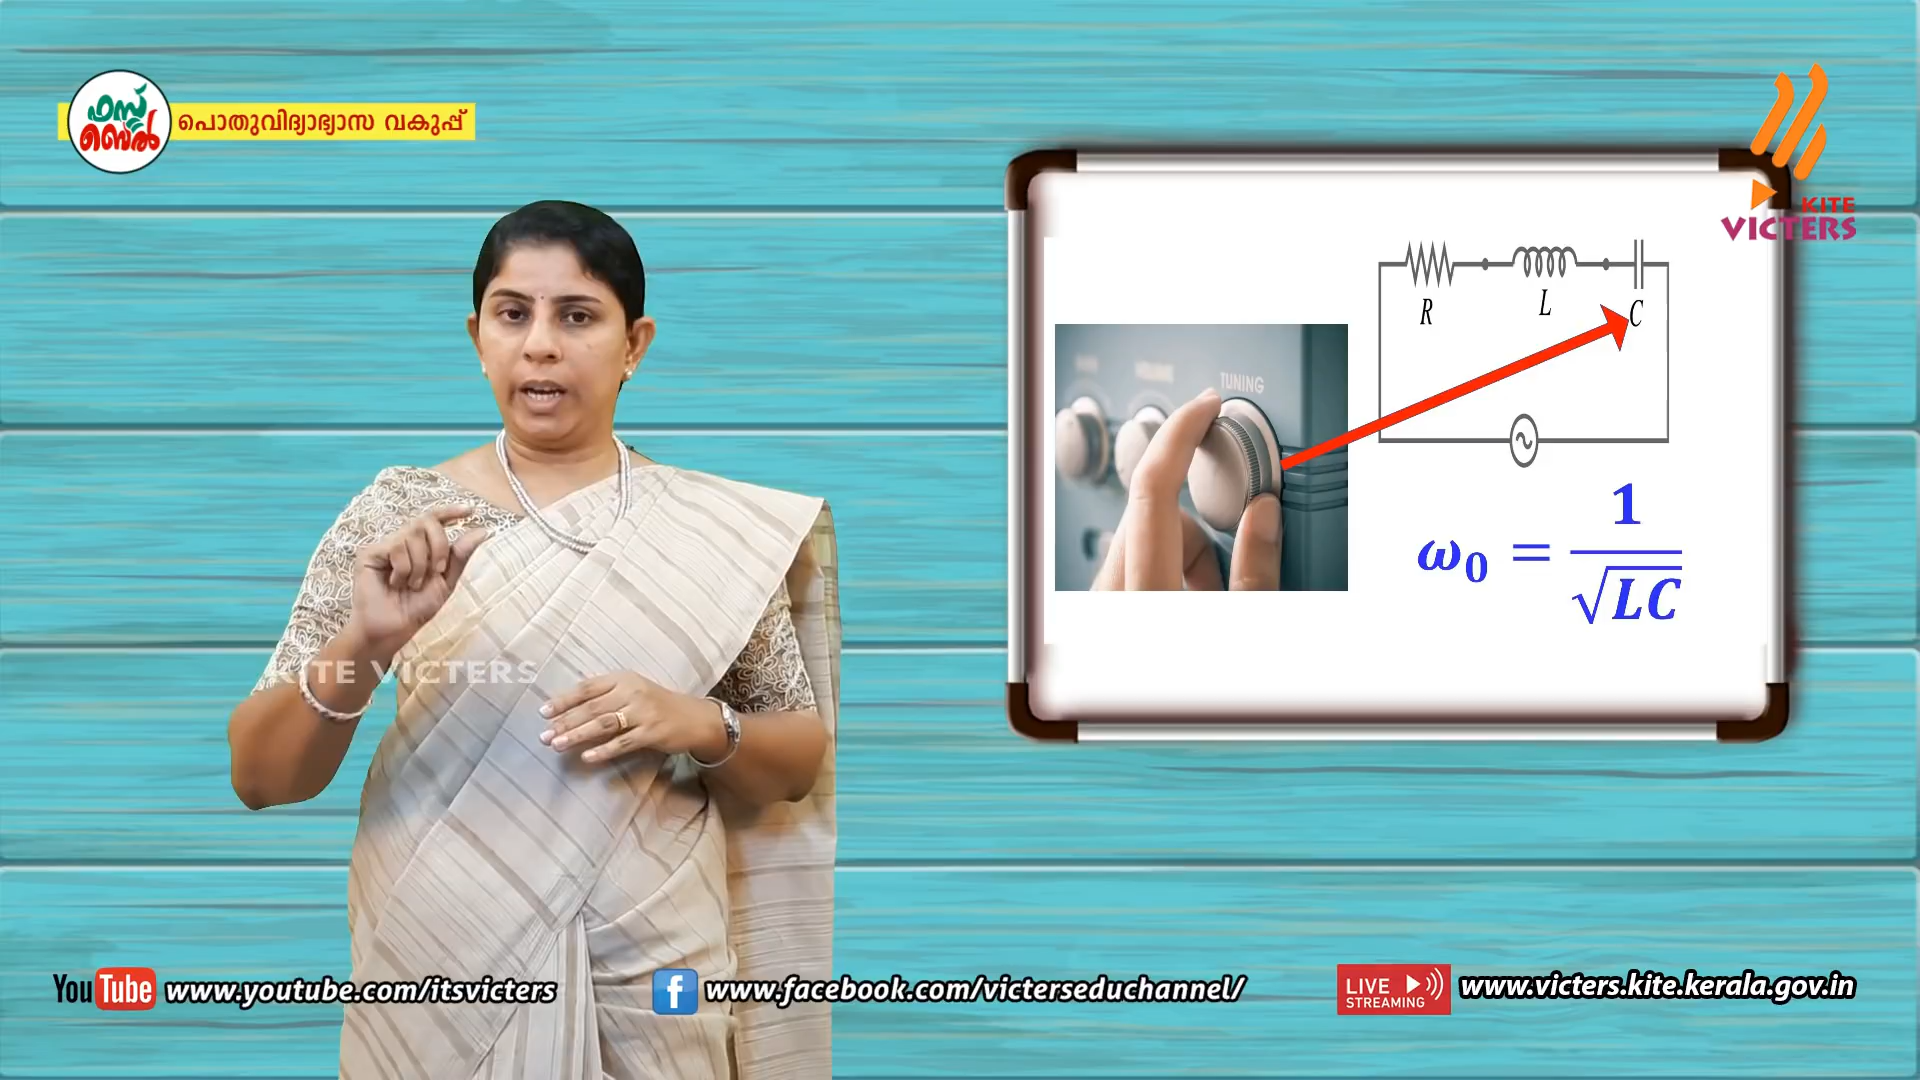 ഫസ്റ്റ്
ബെൽ
പൊതുവിദ്യാഭ്യാസ വകുപ്പ്
KITE
VICTERS
R
L
C
TUNING
VOLUME
ω₀ = 1/√LC
KITE VICTERS
YouTube www.youtube.com/itsvicters
f www.facebook.com/victerseduchannel/
LIVE STREAMING www.victers.kite.kerala.gov.in